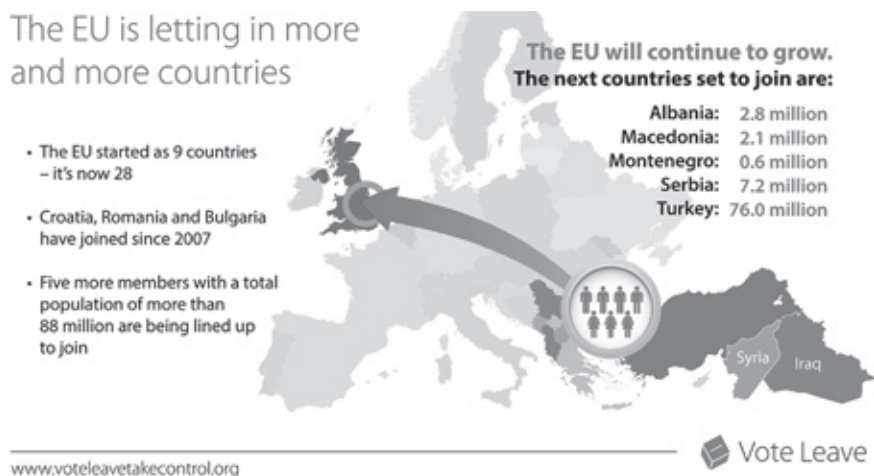 The EU is letting in more
and more countries
• The EU started as 9 countries
– it's now 28
• Croatia, Romania and Bulgaria
have joined since 2007
• Five more members with a total
population of more than
88 million are being lined up
to join
The EU will continue to grow.
The next countries set to join are:
Albania: 2.8 million
Macedonia: 2.1 million
Montenegro: 0.6 million
Serbia: 7.2 million
Turkey: 76.0 million
Syria
Iraq
www.voteleavetakecontrol.org
Vote Leave